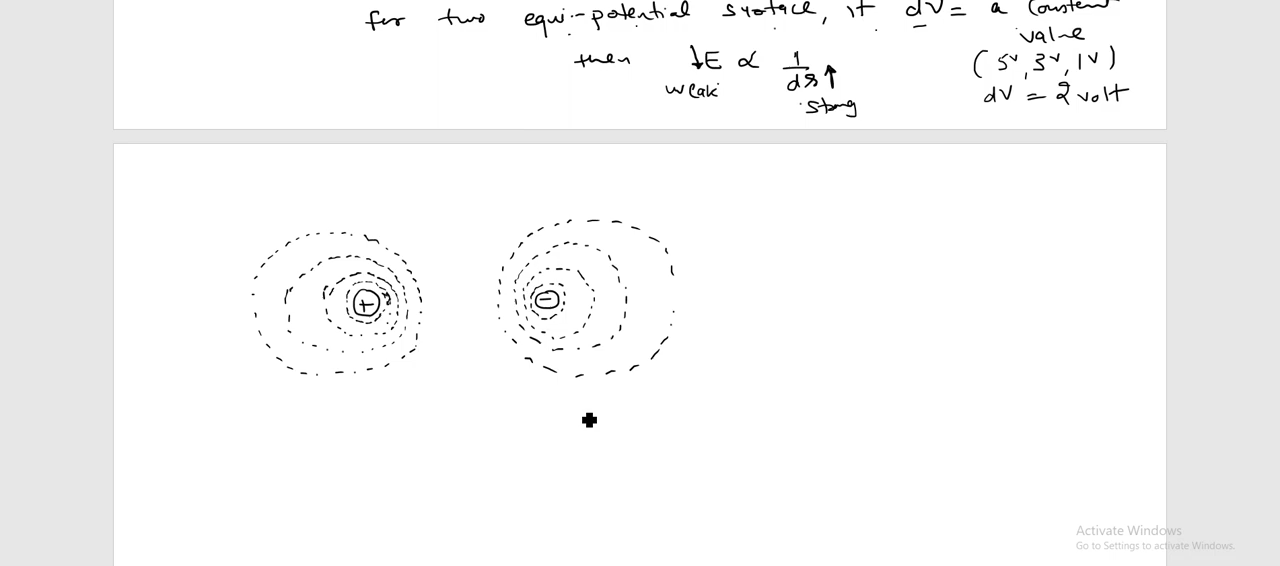 for two equi-potential surface, if dV = a constant value
then ↓E ∝ 1/dr↑ (5V, 3V, 1V)
weak strong dV = 2 volt
+ −
Activate Windows
Go to Settings to activate Windows.